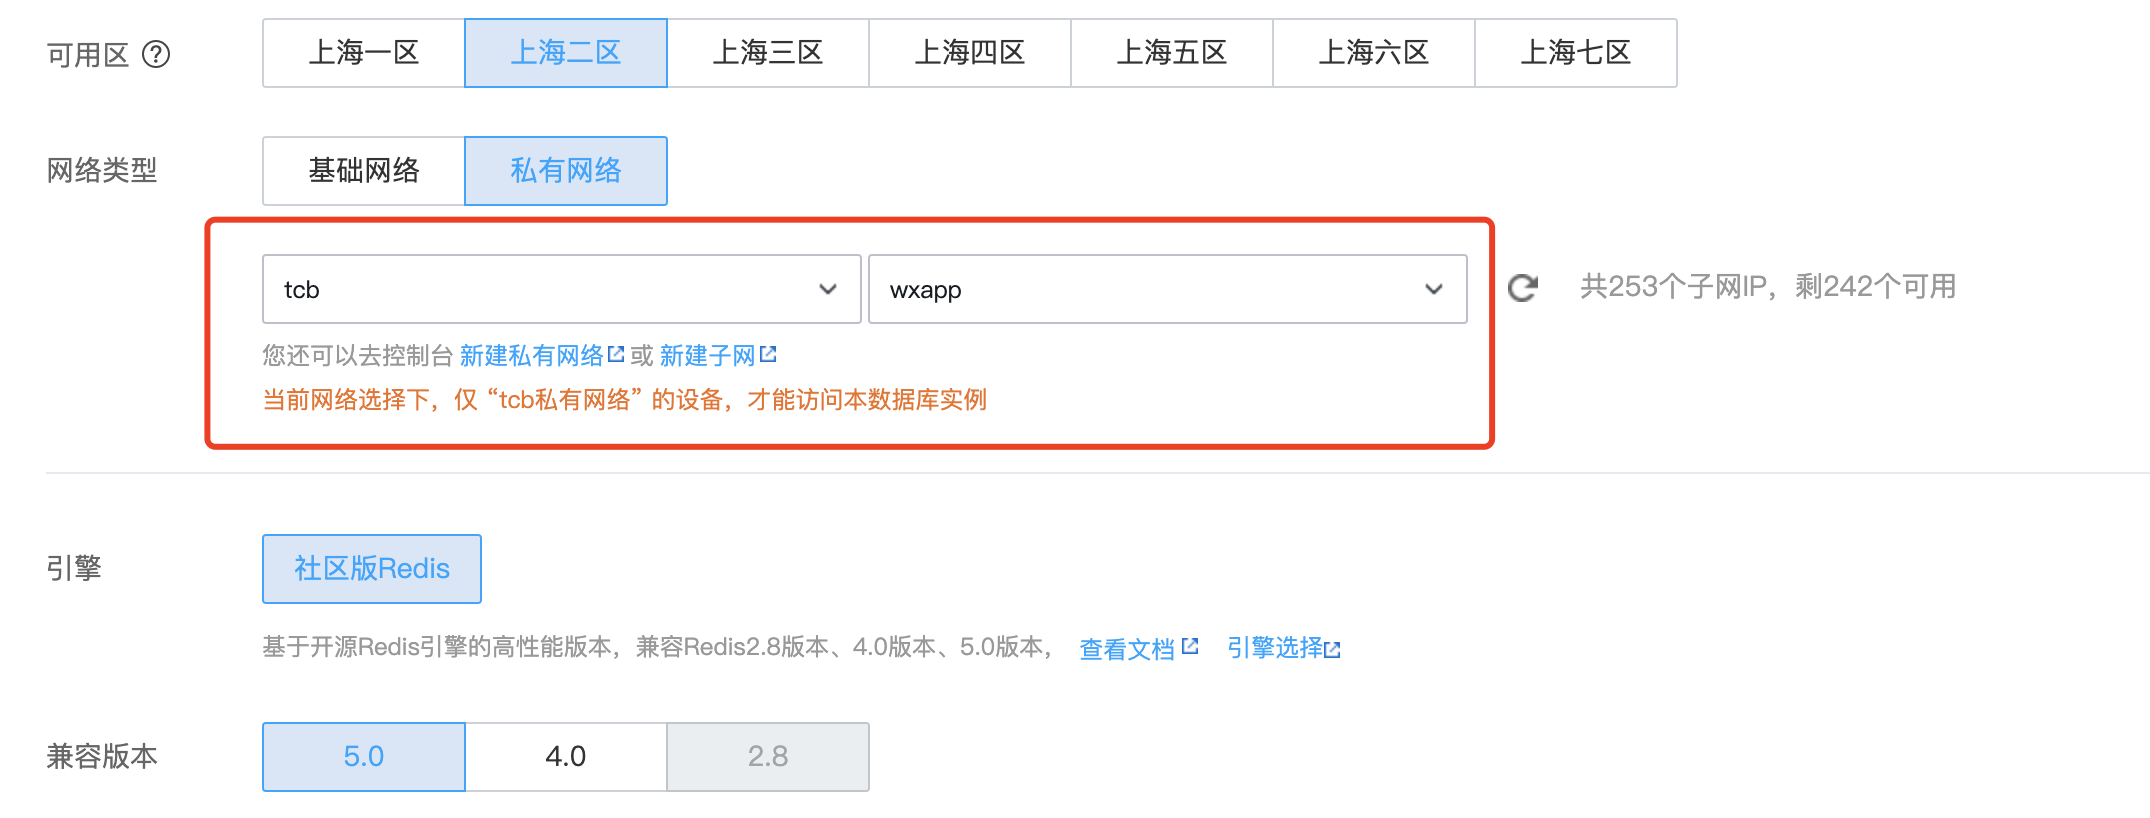 可用区 ? 上海一区 上海二区 上海三区 上海四区 上海五区 上海六区 上海七区
网络类型 基础网络 私有网络
tcb wxapp 共253个子网IP，剩242个可用
您还可以去控制台 新建私有网络 或 新建子网
当前网络选择下，仅“tcb私有网络”的设备，才能访问本数据库实例
引擎 社区版Redis
基于开源Redis引擎的高性能版本，兼容Redis2.8版本、4.0版本、5.0版本， 查看文档 引擎选择
兼容版本 5.0 4.0 2.8